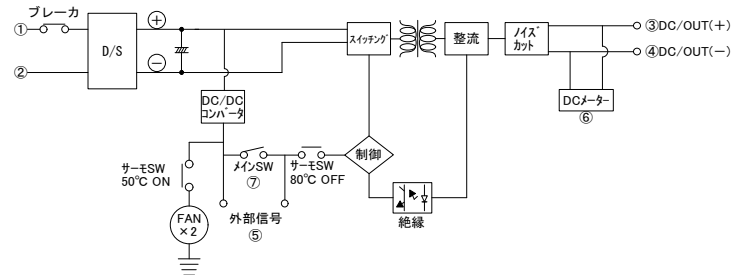 ブレーカ
①
②
D/S
+
−
スイッチング
整流
ノイズ
カット
③DC/OUT(+)
④DC/OUT(−)
DCメーター
⑥
DC/DC
コンバータ
サーモSW
50℃ ON
メインSW
⑦
サーモSW
80℃ OFF
制御
絶縁
外部信号
⑤
FAN
×2